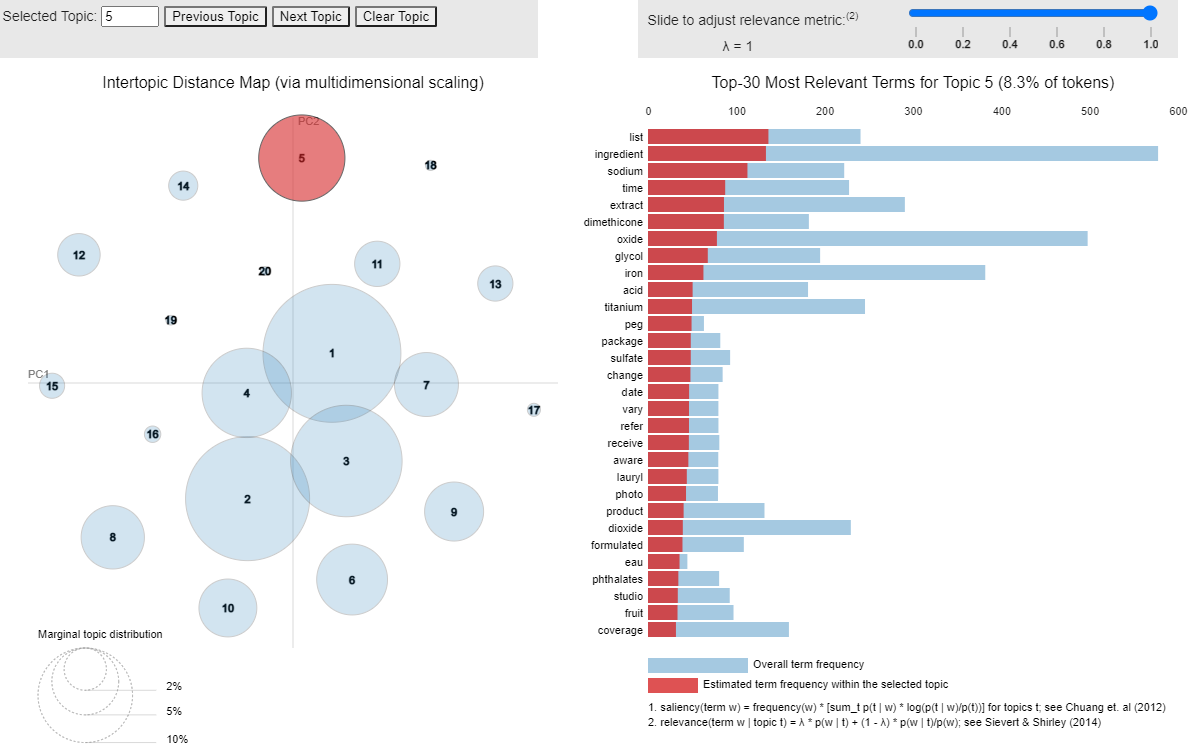 Selected Topic: 5 Previous Topic Next Topic Clear Topic
Slide to adjust relevance metric:(2)
λ = 1
0.0 0.2 0.4 0.6 0.8 1.0
Intertopic Distance Map (via multidimensional scaling)
PC2
5
18
14
12
11
20
13
19
1
PC1
15
4
7
17
16
3
2
9
8
6
10
Marginal topic distribution
2%
5%
10%
Top-30 Most Relevant Terms for Topic 5 (8.3% of tokens)
0 100 200 300 400 500 600
list
ingredient
sodium
time
extract
dimethicone
oxide
glycol
iron
acid
titanium
peg
package
sulfate
change
date
vary
refer
receive
aware
lauryl
photo
product
dioxide
formulated
eau
phthalates
studio
fruit
coverage
Overall term frequency
Estimated term frequency within the selected topic
1. saliency(term w) = frequency(w) * [sum_t p(t | w) * log(p(t | w)/p(t))] for topics t; see Chuang et. al (2012)
2. relevance(term w | topic t) = λ * p(w | t) + (1 - λ) * p(w | t)/p(w); see Sievert & Shirley (2014)